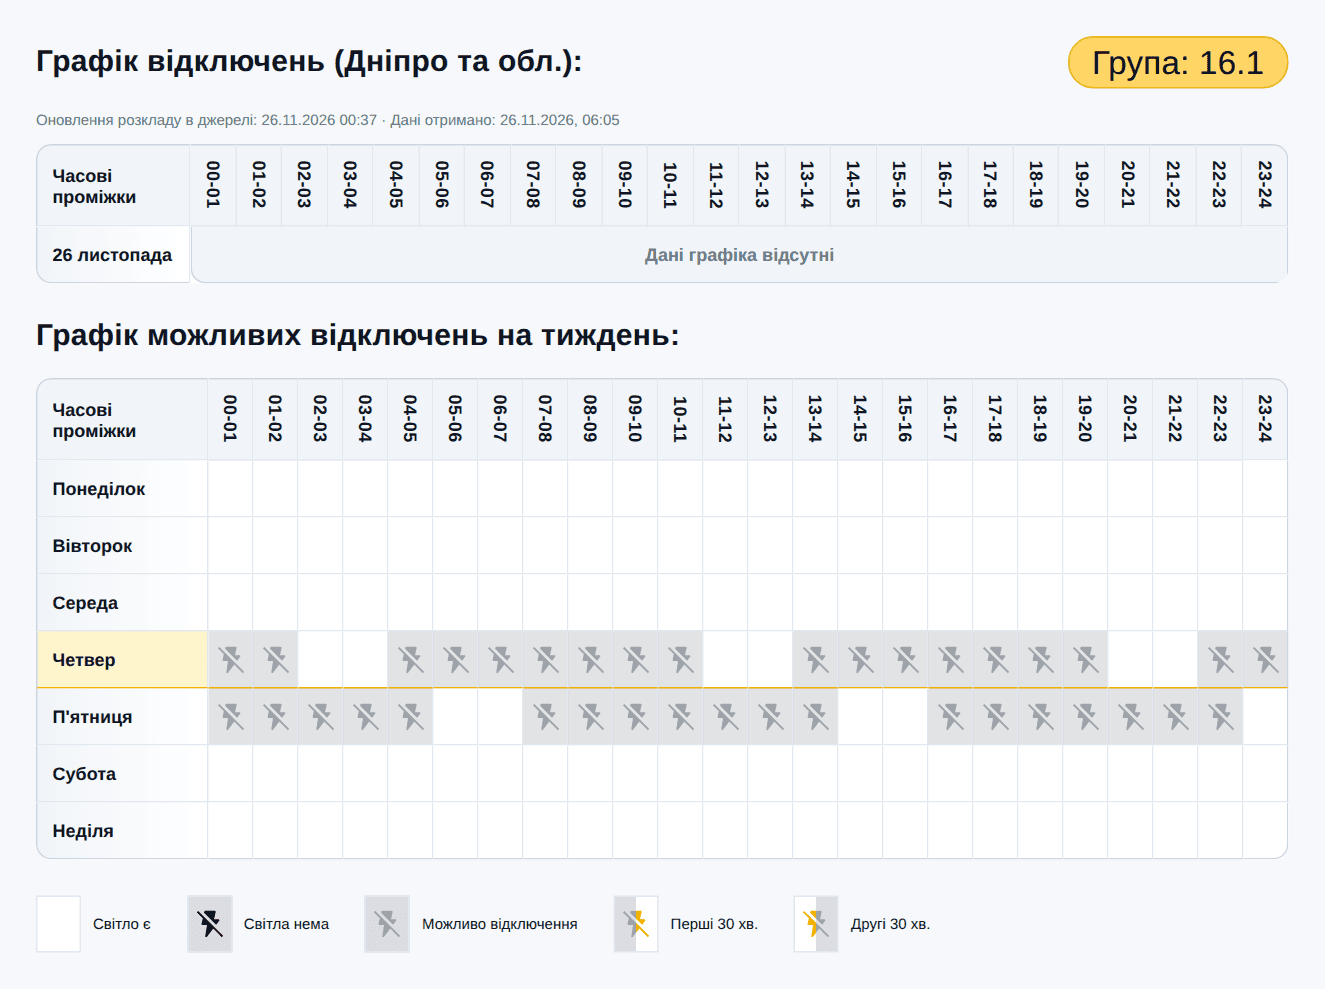 Графік відключень (Дніпро та обл.):
Група: 16.1
Оновлення розкладу в джерелі: 26.11.2026 00:37 · Дані отримано: 26.11.2026, 06:05
Часові
проміжки
00-01 01-02 02-03 03-04 04-05 05-06 06-07 07-08 08-09 09-10 10-11 11-12 12-13 13-14 14-15 15-16 16-17 17-18 18-19 19-20 20-21 21-22 22-23 23-24
26 листопада
Дані графіка відсутні
Графік можливих відключень на тиждень:
Часові
проміжки
00-01 01-02 02-03 03-04 04-05 05-06 06-07 07-08 08-09 09-10 10-11 11-12 12-13 13-14 14-15 15-16 16-17 17-18 18-19 19-20 20-21 21-22 22-23 23-24
Понеділок
Вівторок
Середа
Четвер
П'ятниця
Субота
Неділя
Світло є
Світла нема
Можливо відключення
Перші 30 хв.
Другі 30 хв.